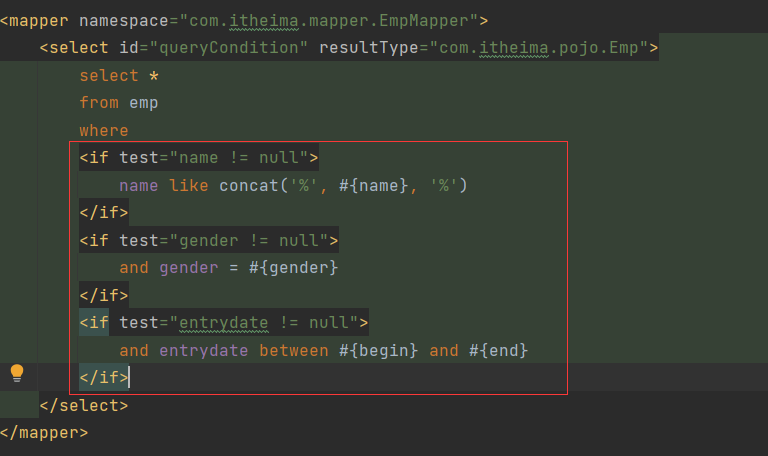 <mapper namespace="com.itheima.mapper.EmpMapper">
    <select id="queryCondition" resultType="com.itheima.pojo.Emp">
        select *
        from emp
        where
        <if test="name != null">
            name like concat('%', #{name}, '%')
        </if>
        <if test="gender != null">
            and gender = #{gender}
        </if>
        <if test="entrydate != null">
            and entrydate between #{begin} and #{end}
        </if>
    </select>
</mapper>